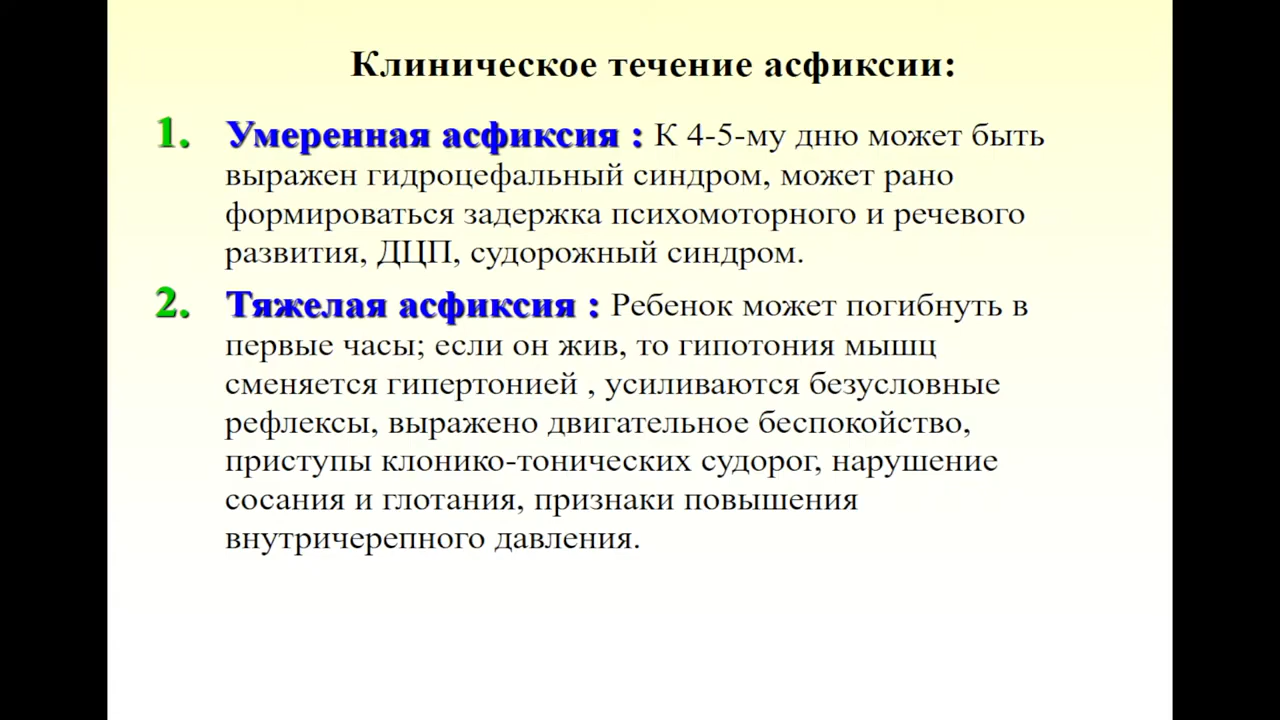 Клиническое течение асфиксии:
1. Умеренная асфиксия : К 4-5-му дню может быть
выражен гидроцефальный синдром, может рано
формироваться задержка психомоторного и речевого
развития, ДЦП, судорожный синдром.
2. Тяжелая асфиксия : Ребенок может погибнуть в
первые часы; если он жив, то гипотония мышц
сменяется гипертонией , усиливаются безусловные
рефлексы, выражено двигательное беспокойство,
приступы клонико-тонических судорог, нарушение
сосания и глотания, признаки повышения
внутричерепного давления.